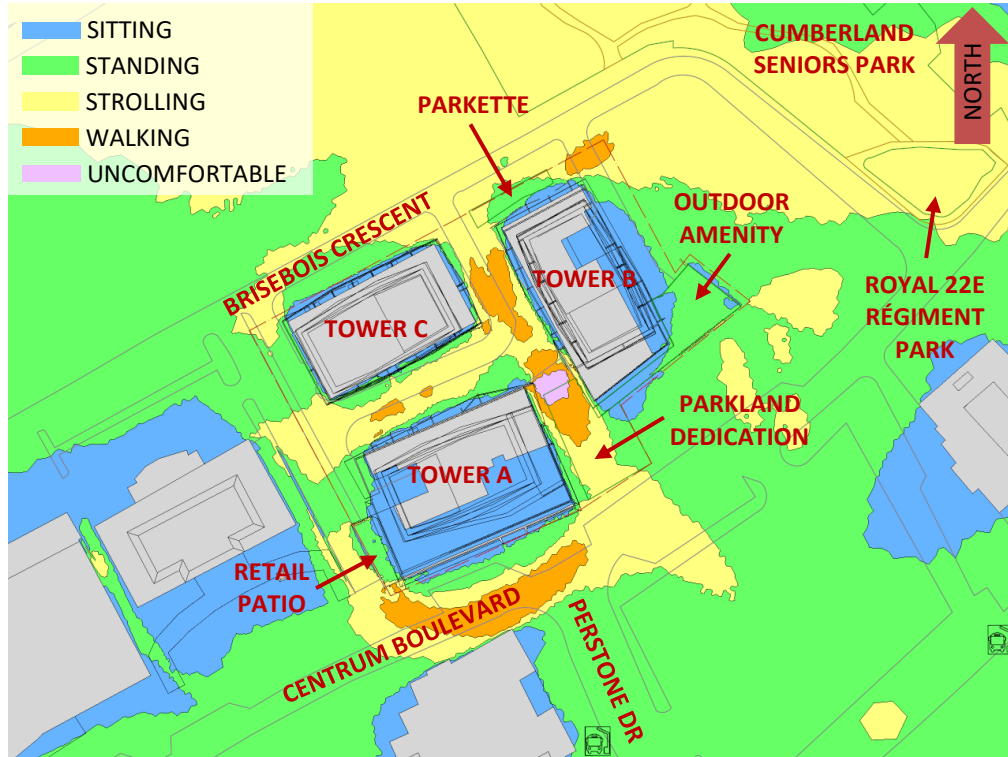 SITTING
STANDING
STROLLING
WALKING
UNCOMFORTABLE
CUMBERLAND
SENIORS PARK
NORTH
PARKETTE
OUTDOOR
AMENITY
BRISEBOIS CRESCENT
TOWER B
TOWER C
ROYAL 22E
RÉGIMENT
PARK
PARKLAND
DEDICATION
TOWER A
RETAIL
PATIO
CENTRUM BOULEVARD
PERSTONE DR